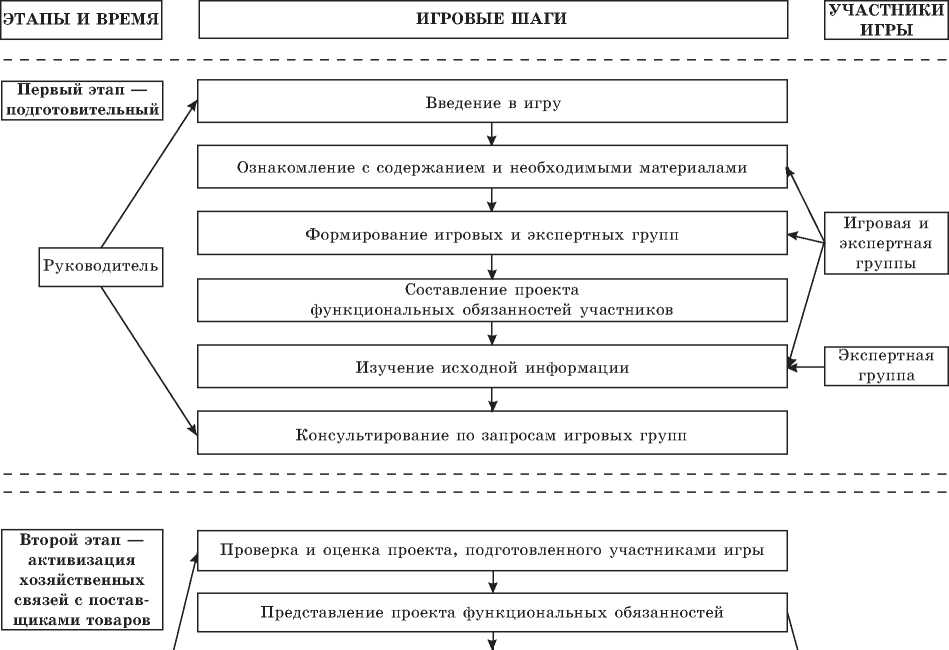 ЭТАПЫ И ВРЕМЯ
ИГРОВЫЕ ШАГИ
УЧАСТНИКИ
ИГРЫ
Первый этап —
подготовительный
Введение в игру
Ознакомление с содержанием и необходимыми материалами
Формирование игровых и экспертных групп
Игровая и
экспертная
группы
Руководитель
Составление проекта
функциональных обязанностей участников
Изучение исходной информации
Экспертная
группа
Консультирование по запросам игровых групп
Второй этап —
активизация
хозяйственных
связей с постав-
щиками товаров
Проверка и оценка проекта, подготовленного участниками игры
Представление проекта функциональных обязанностей